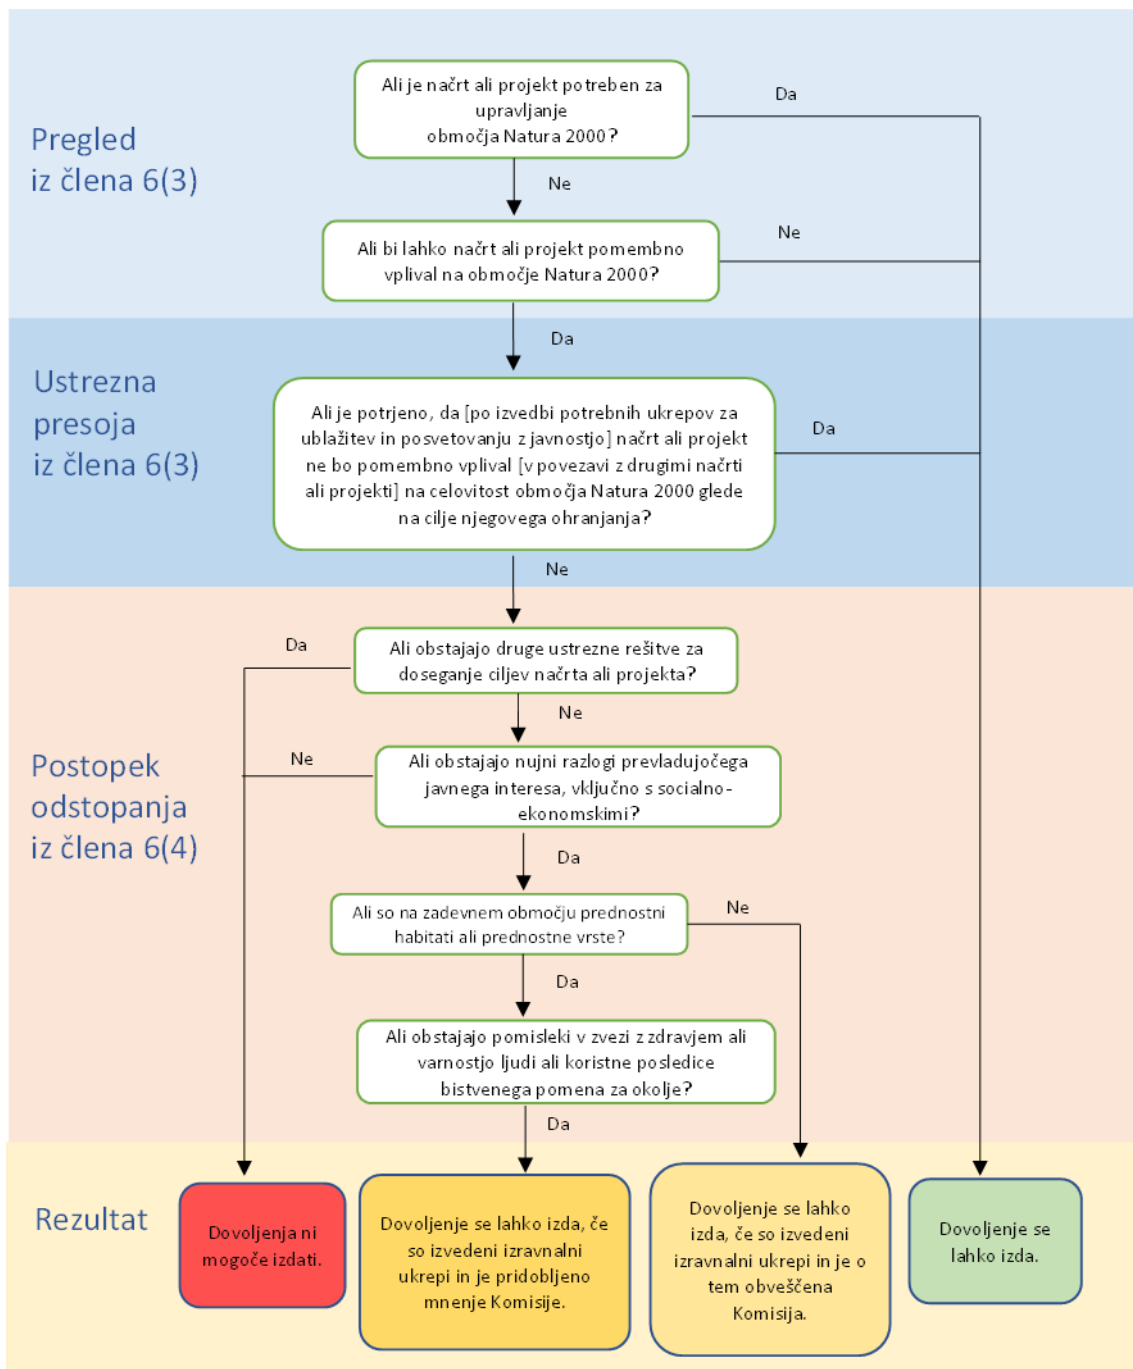 Pregled
iz člena 6(3)
Ali je načrt ali projekt potreben za
upravljanje
območja Natura 2000?
Da
Ne
Ali bi lahko načrt ali projekt pomembno
vplival na območje Natura 2000?
Ne
Da
Ustrezna
presoja
iz člena 6(3)
Ali je potrjeno, da [po izvedbi potrebnih ukrepov za
ublažitev in posvetovanju z javnostjo] načrt ali projekt
ne bo pomembno vplival [v povezavi z drugimi načrti
ali projekti] na celovitost območja Natura 2000 glede
na cilje njegovega ohranjanja?
Da
Ne
Postopek
odstopanja
iz člena 6(4)
Ali obstajajo druge ustrezne rešitve za
doseganje ciljev načrta ali projekta?
Da
Ne
Ali obstajajo nujni razlogi prevladujočega
javnega interesa, vključno s socialno-
ekonomskimi?
Ne
Da
Ali so na zadevnem območju prednostni
habitati ali prednostne vrste?
Ne
Da
Ali obstajajo pomisleki v zvezi z zdravjem ali
varnostjo ljudi ali koristne posledice
bistvenega pomena za okolje?
Da
Rezultat
Dovoljenja ni
mogoče izdati.
Dovoljenje se lahko izda, če
so izvedeni izravnalni
ukrepi in je pridobljeno
mnenje Komisije.
Dovoljenje se lahko
izda, če so izvedeni
izravnalni ukrepi in je o
tem obveščena
Komisija.
Dovoljenje se
lahko izda.